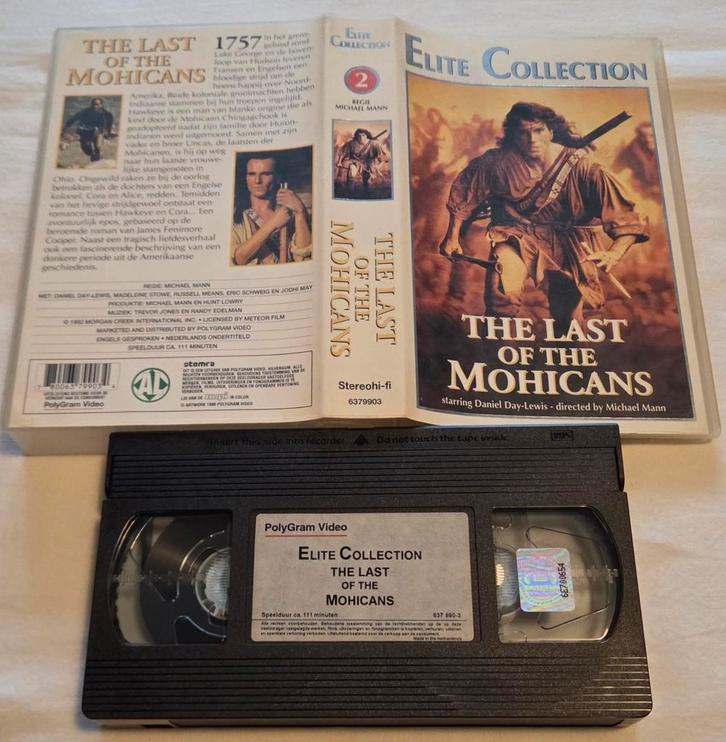 THE LAST
OF THE
MOHICANS
1757 In het grens-
gebied rond
Lake George en de boven-
loop van Hudson leveren
Fransen en Engelsen een
bloedige strijd om de
heerschappij over Noord-
Amerika. Beide koloniale grootmachten hebben
Indiaanse stammen bij hun troepen ingelijfd.
Hawkeye is een man van blanke origine die als
kind door de Mohicaan Chingagchook is
geadopteerd nadat zijn familie door Huron-
indianen werd uitgemoord. Samen met zijn
vader en broer Uncas, de laatsten der
Mohicanen, is hij op weg
naar hun laatste vrouwe-
lijke stamgenoten in
Ohio. Ongewild raken ze bij de oorlog
betrokken als de dochters van een Engelse
kolonel, Cora en Alice, redden. Temidden
van het hevige strijdgewoel ontstaat een
romance tussen Hawkeye en Cora... Een
avontuurlijk epos, gebaseerd op de
beroemde roman van James Fenimore
Cooper. Naast een tragisch liefdesverhaal
ook een fascinerende beschrijving van een
donkere periode uit de Amerikaanse
geschiedenis.
REGIE: MICHAEL MANN
MET: DANIEL DAY-LEWIS, MADELEINE STOWE, RUSSELL MEANS, ERIC SCHWEIG EN JODHI MAY
PRODUKTIE: MICHAEL MANN EN HUNT LOWRY
MUZIEK: TREVOR JONES EN RANDY EDELMAN
© 1992 MORGAN CREEK INTERNATIONAL INC. • LICENSED BY METEOR FILM
MARKETED AND DISTRIBUTED BY POLYGRAM VIDEO
ENGELS GESPROKEN • NEDERLANDS ONDERTITELD
SPEELDUUR CA. 111 MINUTEN
7 80063 79903 4
PolyGram Video
AL
stemra
ELITE
COLLECTION
2
REGIE
MICHAEL MANN
THE LAST
OF THE
MOHICANS
Stereohi-fi
6379903
ELITE COLLECTION
THE LAST
OF THE
MOHICANS
starring Daniel Day-Lewis - directed by Michael Mann
Insert this side into recorder Do not touch the tape inside VHS
PolyGram Video
ELITE COLLECTION
THE LAST
OF THE
MOHICANS
Speelduur ca. 111 minuten 637 990-3
Made in the Netherlands
6E700654